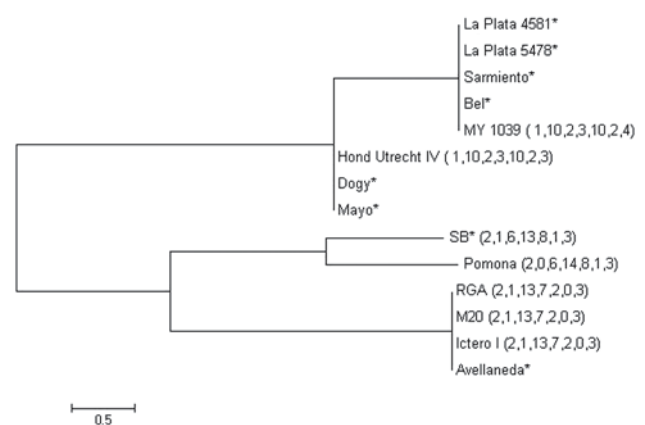 La Plata 4581*
La Plata 5478*
Sarmiento*
Bel*
MY 1039 ( 1,10,2,3,10,2,4)
Hond Utrecht IV ( 1,10,2,3,10,2,3)
Dogy*
Mayo*
SB* (2,1,6,13,8,1,3)
Pomona (2,0,6,14,8,1,3)
RGA (2,1,13,7,2,0,3)
M20 (2,1,13,7,2,0,3)
Ictero I (2,1,13,7,2,0,3)
Avellaneda*
0.5